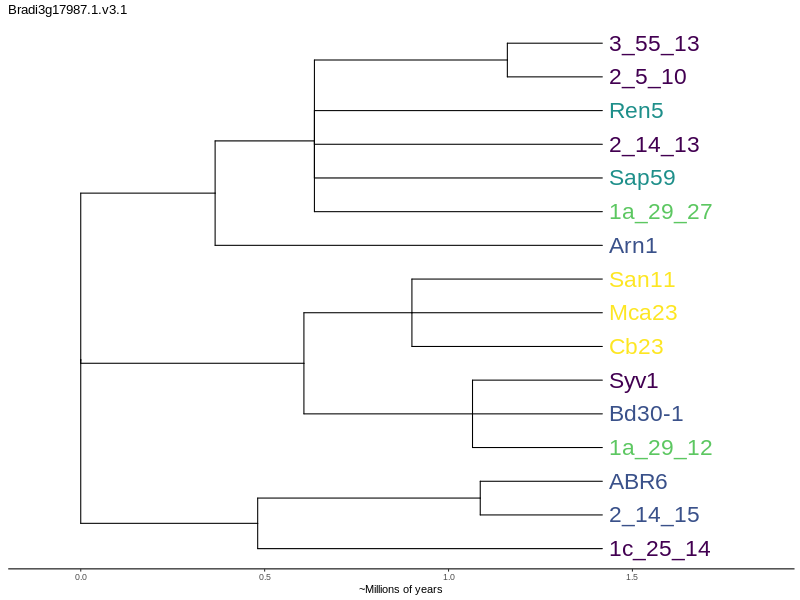 Bradi3g17987.1.v3.1
3_55_13
2_5_10
Ren5
2_14_13
Sap59
1a_29_27
Arn1
San11
Mca23
Cb23
Syv1
Bd30-1
1a_29_12
ABR6
2_14_15
1c_25_14
0.0 0.5 1.0 1.5
~Millions of years